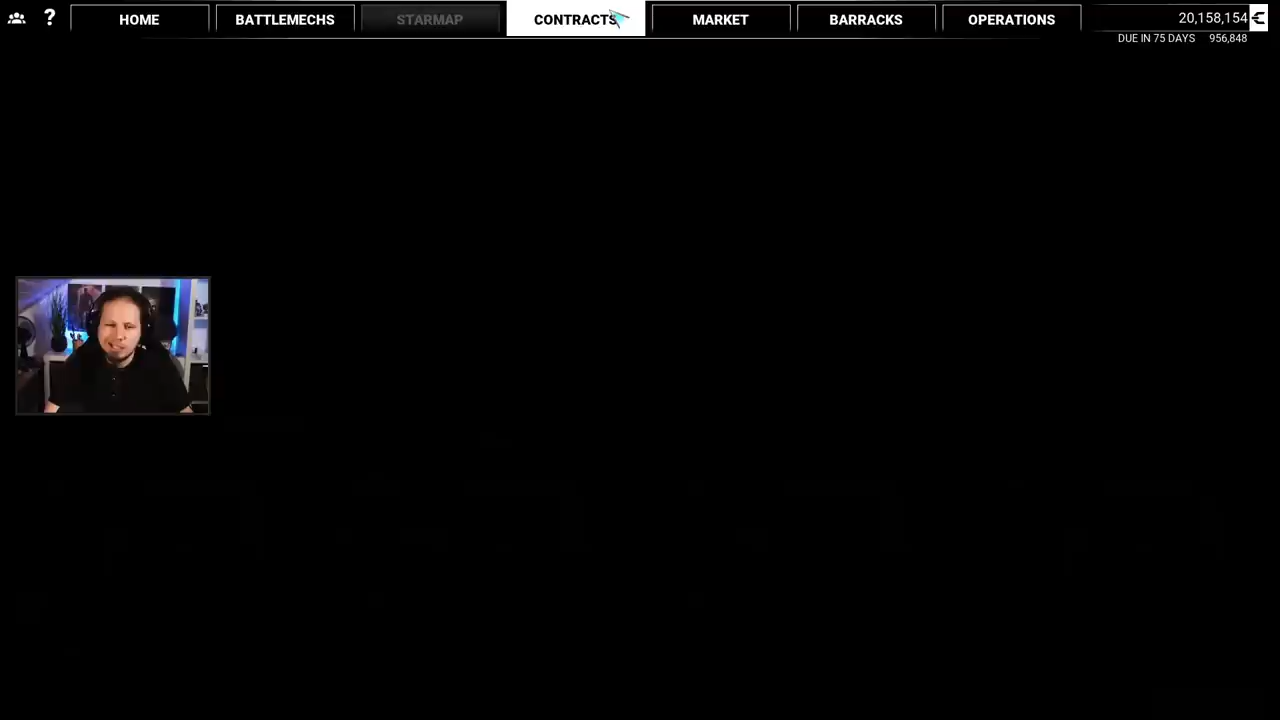 ?
HOME
BATTLEMECHS
STARMAP
CONTRACTS
MARKET
BARRACKS
OPERATIONS
20,158,154
DUE IN 75 DAYS 956,848